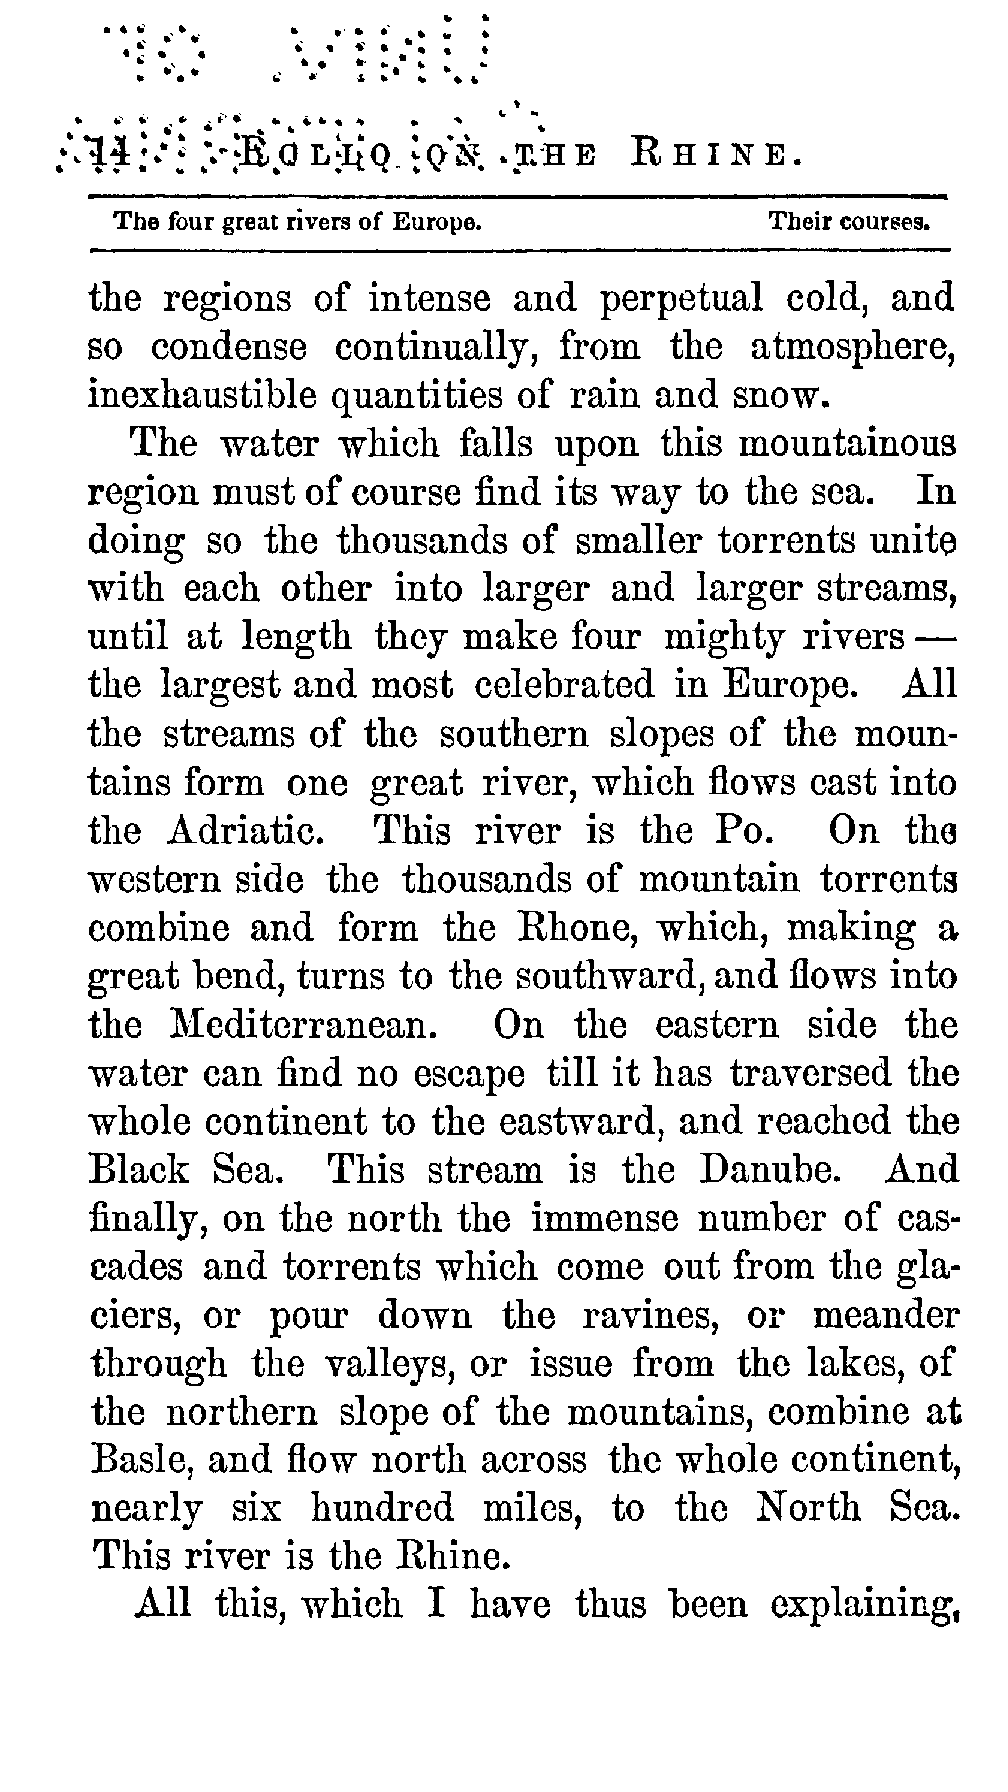 14 ROLLO ON THE RHINE.
The four great rivers of Europe. Their courses.
the regions of intense and perpetual cold, and
so condense continually, from the atmosphere,
inexhaustible quantities of rain and snow.
The water which falls upon this mountainous
region must of course find its way to the sea. In
doing so the thousands of smaller torrents unite
with each other into larger and larger streams,
until at length they make four mighty rivers —
the largest and most celebrated in Europe. All
the streams of the southern slopes of the moun-
tains form one great river, which flows east into
the Adriatic. This river is the Po. On the
western side the thousands of mountain torrents
combine and form the Rhone, which, making a
great bend, turns to the southward, and flows into
the Mediterranean. On the eastern side the
water can find no escape till it has traversed the
whole continent to the eastward, and reached the
Black Sea. This stream is the Danube. And
finally, on the north the immense number of cas-
cades and torrents which come out from the gla-
ciers, or pour down the ravines, or meander
through the valleys, or issue from the lakes, of
the northern slope of the mountains, combine at
Basle, and flow north across the whole continent,
nearly six hundred miles, to the North Sea.
This river is the Rhine.
All this, which I have thus been explaining,